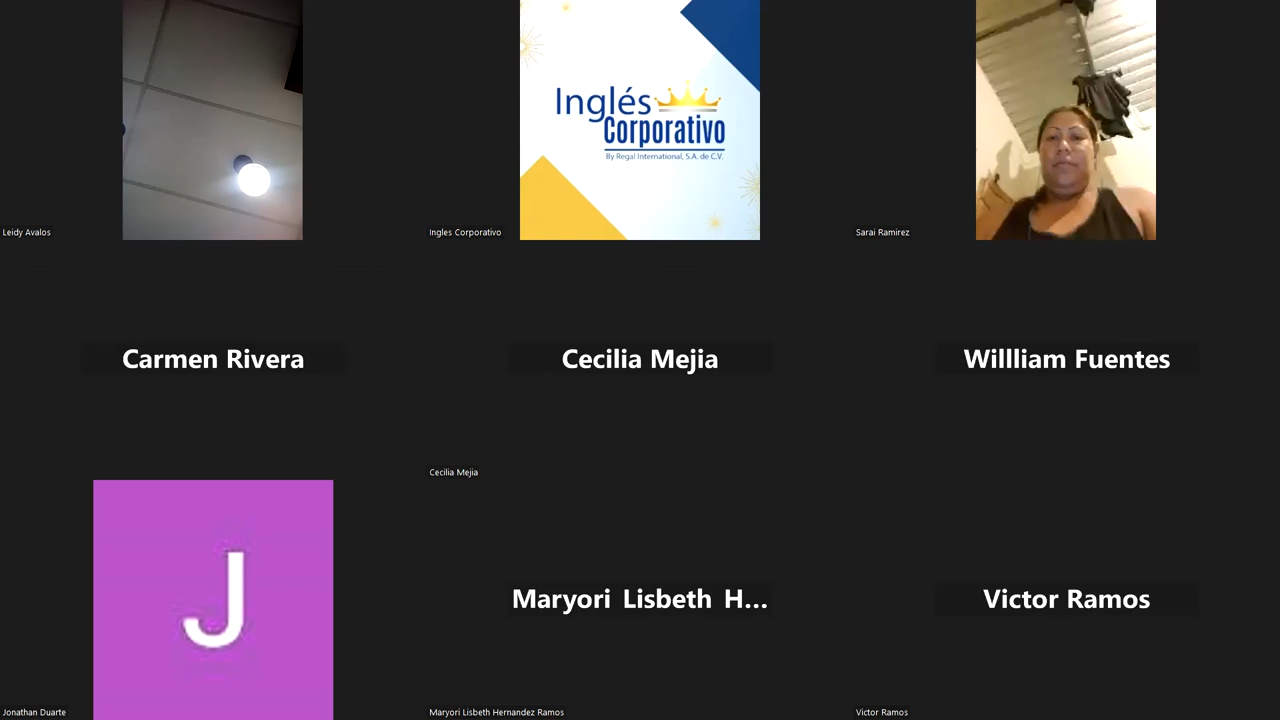 Inglés
Corporativo
By Regal International, S.A. de C.V.
Leidy Avalos
Ingles Corporativo
Sarai Ramirez
Carmen Rivera
Cecilia Mejia
Willliam Fuentes
Cecilia Mejia
J
Maryori Lisbeth H...
Victor Ramos
Jonathan Duarte
Maryori Lisbeth Hernandez Ramos
Victor Ramos